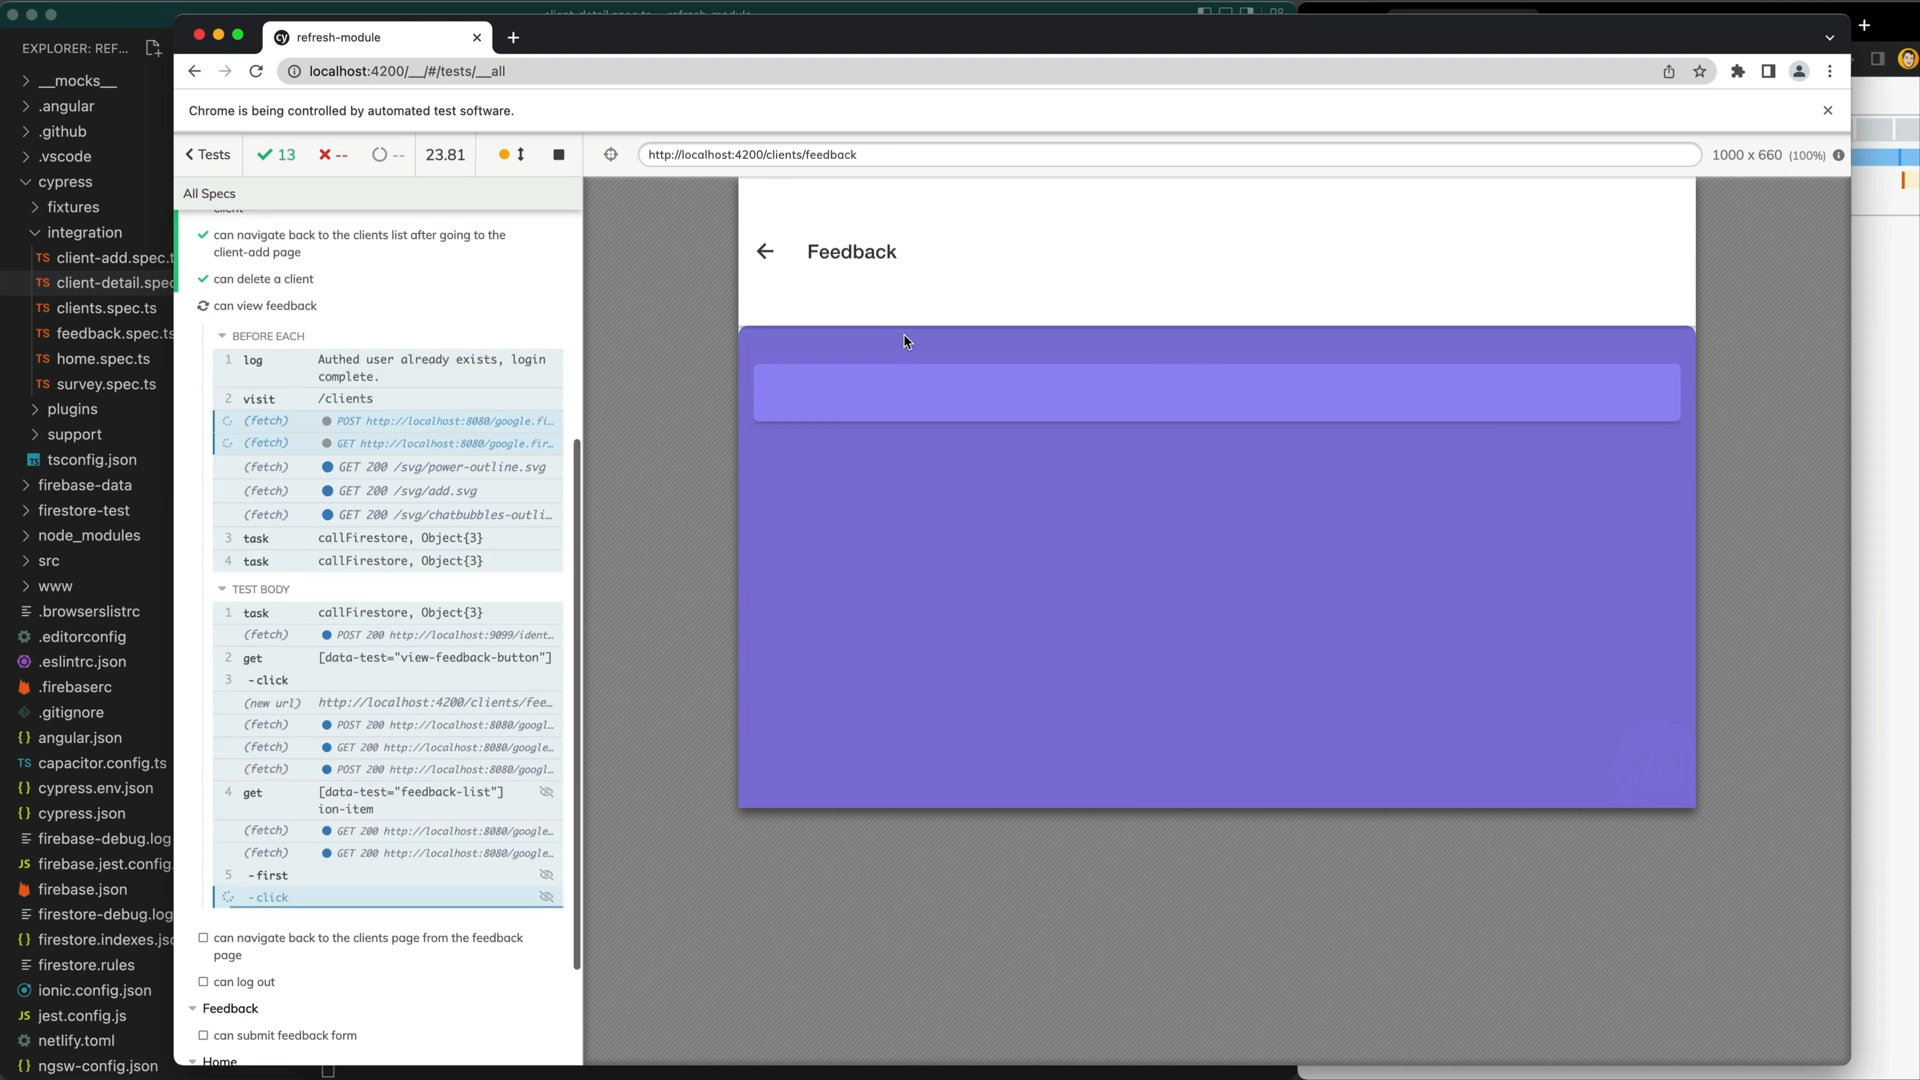 EXPLORER: REF...
__mocks__
.angular
.github
.vscode
cypress
fixtures
integration
TS client-add.spec.t
TS client-detail.spec
TS clients.spec.ts
TS feedback.spec.ts
TS home.spec.ts
TS survey.spec.ts
plugins
support
tsconfig.json
firebase-data
firestore-test
node_modules
src
www
.browserslistrc
.editorconfig
.eslintrc.json
.firebaserc
.gitignore
{} angular.json
TS capacitor.config.ts
{} cypress.env.json
{} cypress.json
firebase-debug.log
JS firebase.jest.config.
firebase.json
firestore-debug.log
{} firestore.indexes.js
firestore.rules
ionic.config.json
JS jest.config.js
netlify.toml
{} ngsw-config.json
cy refresh-module
localhost:4200/__/#/tests/__all
Chrome is being controlled by automated test software.
Tests 13 -- -- 23.81
http://localhost:4200/clients/feedback
1000 x 660 (100%)
All Specs
client
can navigate back to the clients list after going to the
client-add page
can delete a client
can view feedback
BEFORE EACH
1 log Authed user already exists, login
complete.
2 visit /clients
(fetch) POST http://localhost:8080/google.fi...
(fetch) GET http://localhost:8080/google.fir...
(fetch) GET 200 /svg/power-outline.svg
(fetch) GET 200 /svg/add.svg
(fetch) GET 200 /svg/chatbubbles-outli...
3 task callFirestore, Object{3}
4 task callFirestore, Object{3}
TEST BODY
1 task callFirestore, Object{3}
(fetch) POST 200 http://localhost:9099/ident...
2 get [data-test="view-feedback-button"]
3 -click
(new url) http://localhost:4200/clients/fee...
(fetch) POST 200 http://localhost:8080/googl...
(fetch) GET 200 http://localhost:8080/google...
(fetch) POST 200 http://localhost:8080/googl...
4 get [data-test="feedback-list"]
ion-item
(fetch) GET 200 http://localhost:8080/google...
(fetch) GET 200 http://localhost:8080/google...
5 -first
-click
can navigate back to the clients page from the feedback
page
can log out
Feedback
can submit feedback form
Home
Feedback